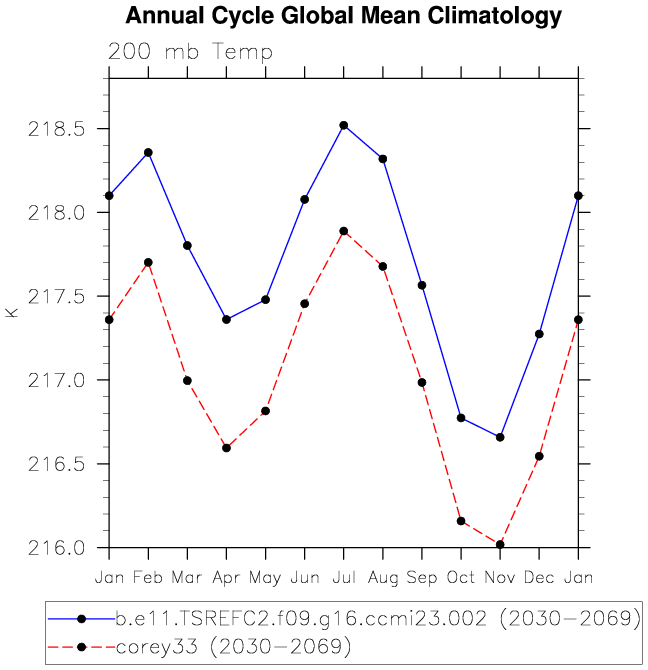 Annual Cycle Global Mean Climatology
200 mb Temp
218.5
218.0
217.5
K
217.0
216.5
216.0
Jan Feb Mar Apr May Jun Jul Aug Sep Oct Nov Dec Jan
b.e11.TSREFC2.f09.g16.ccmi23.002 (2030-2069)
corey33 (2030-2069)